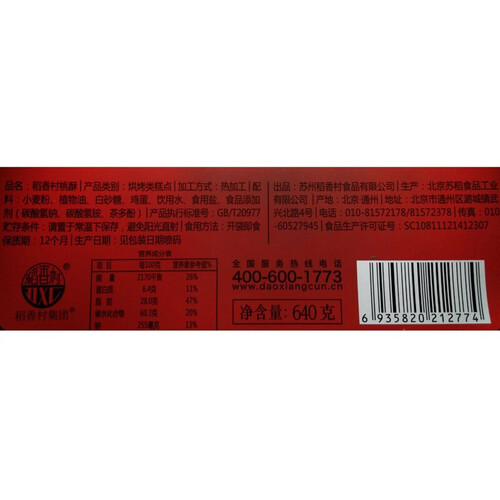 品名：稻香村桃酥│产品类别：烘烤类糕点│加工方式：热加工│配
料：小麦粉、植物油、白砂糖、鸡蛋、饮用水、食用盐、食品添加
剂（碳酸氢钠、碳酸氢铵、茶多酚）│产品执行标准号：GB/T20977
贮存条件：请置于常温下保存，避免阳光直射│食用方法：开袋即食
保质期：12个月│生产日期：见包装日期喷码
出品：苏州稻香村食品有限公司│生产：北京苏稻食品工业有
限公司│产地：北京·通州│地址：北京市通州区
兴北路4号│电话：010-81572178/81572378│传真：010
-60527945│食品生产许可证号：SC10811121412307
营养成分表
项目 每100克 营养素参考值%
能量 2170千焦 26%
蛋白质 6.4克 11%
脂肪 28.0克 47%
碳水化合物 60.2克 20%
钠 255毫克 13%
稻香村
DXC
稻香村集团
全国服务热线电话
400-600-1773
www.daoxiangcun.cn
净含量：640克
6 935820 212774